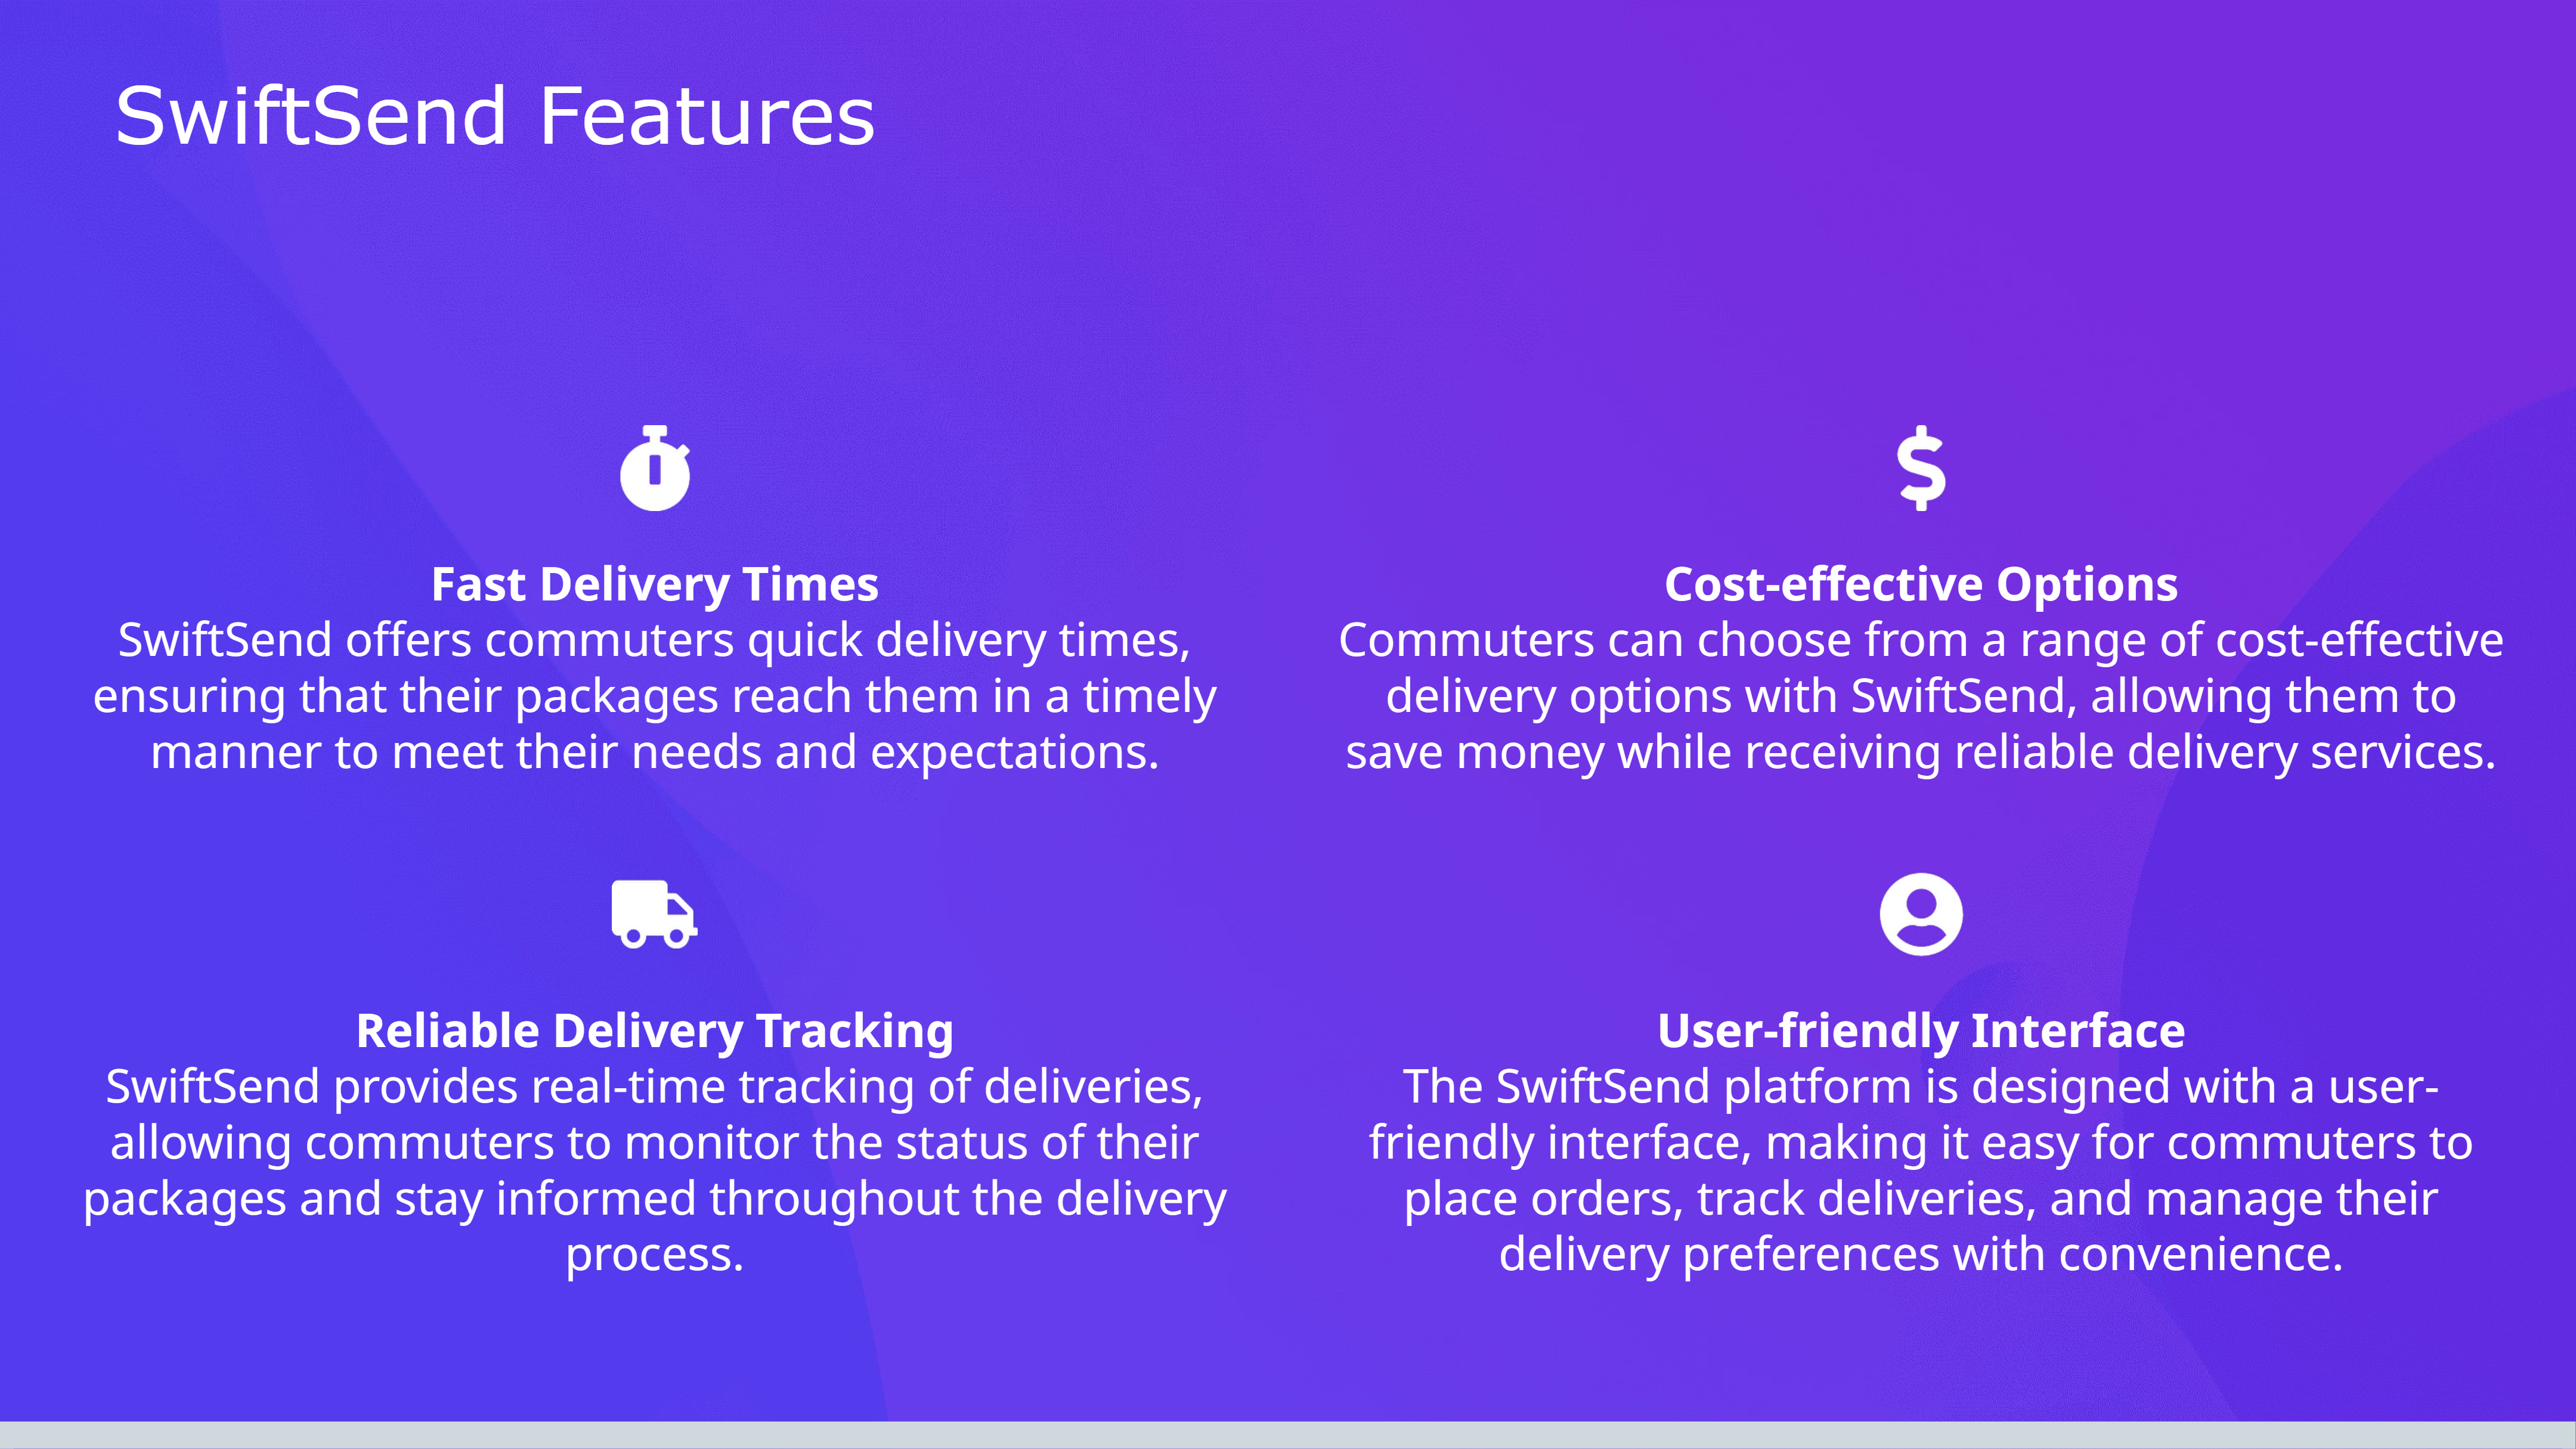 SwiftSend Features
Fast Delivery Times
SwiftSend offers commuters quick delivery times,
ensuring that their packages reach them in a timely
manner to meet their needs and expectations.
Cost-effective Options
Commuters can choose from a range of cost-effective
delivery options with SwiftSend, allowing them to
save money while receiving reliable delivery services.
Reliable Delivery Tracking
SwiftSend provides real-time tracking of deliveries,
allowing commuters to monitor the status of their
packages and stay informed throughout the delivery
process.
User-friendly Interface
The SwiftSend platform is designed with a user-
friendly interface, making it easy for commuters to
place orders, track deliveries, and manage their
delivery preferences with convenience.